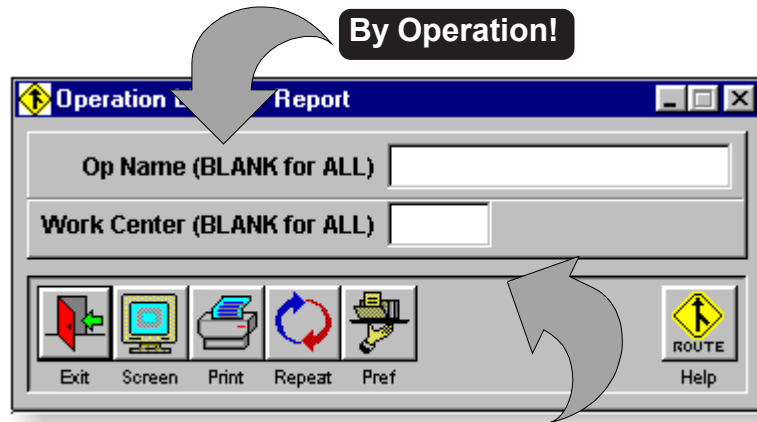 By Operation!
Operation Report
Op Name (BLANK for ALL)
Work Center (BLANK for ALL)
ROUTE
Exit Screen Print Repeat Pref Help